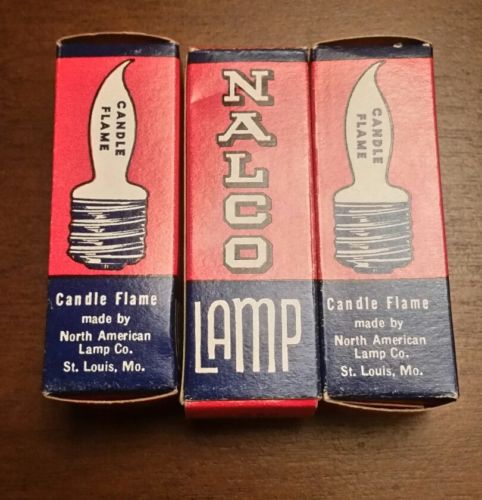 CANDLE
FLAME
Candle Flame
made by
North American
Lamp Co.
St. Louis, Mo.
NALCO
LAMP
CANDLE
FLAME
Candle Flame
made by
North American
Lamp Co.
St. Louis, Mo.